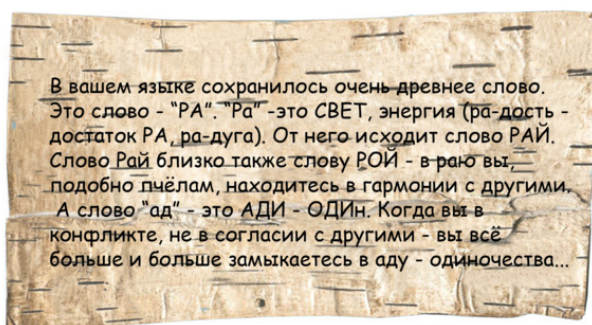 В вашем языке сохранилось очень древнее слово.
Это слово - “РА”. “Ра” -это СВЕТ, энергия (ра-дость -
достаток РА, ра-дуга). От него исходит слово РАЙ.
Слово Рай близко также слову РОЙ - в раю вы,
подобно пчёлам, находитесь в гармонии с другими.
А слово “ад” - это АДИ - ОДИн. Когда вы в
конфликте, не в согласии с другими - вы всё
больше и больше замыкаетесь в аду - одиночества...